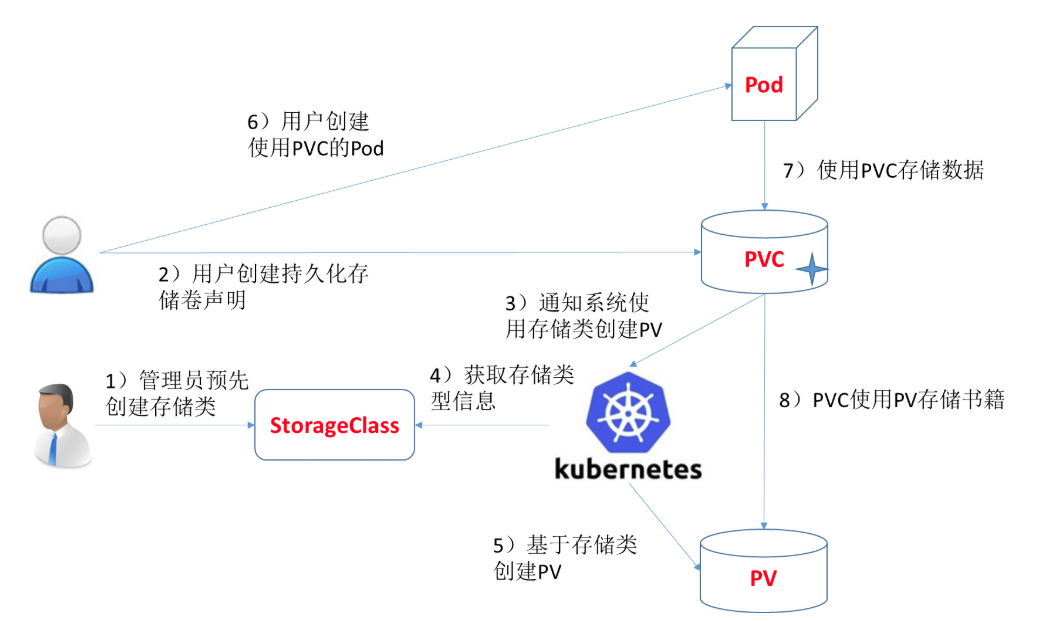 Pod
6）用户创建
使用PVC的Pod
7）使用PVC存储数据
PVC
2）用户创建持久化存
储卷声明
3）通知系统使
用存储类创建PV
1）管理员预先
创建存储类
4）获取存储类
型信息
StorageClass
8）PVC使用PV存储书籍
kubernetes
5）基于存储类
创建PV
PV